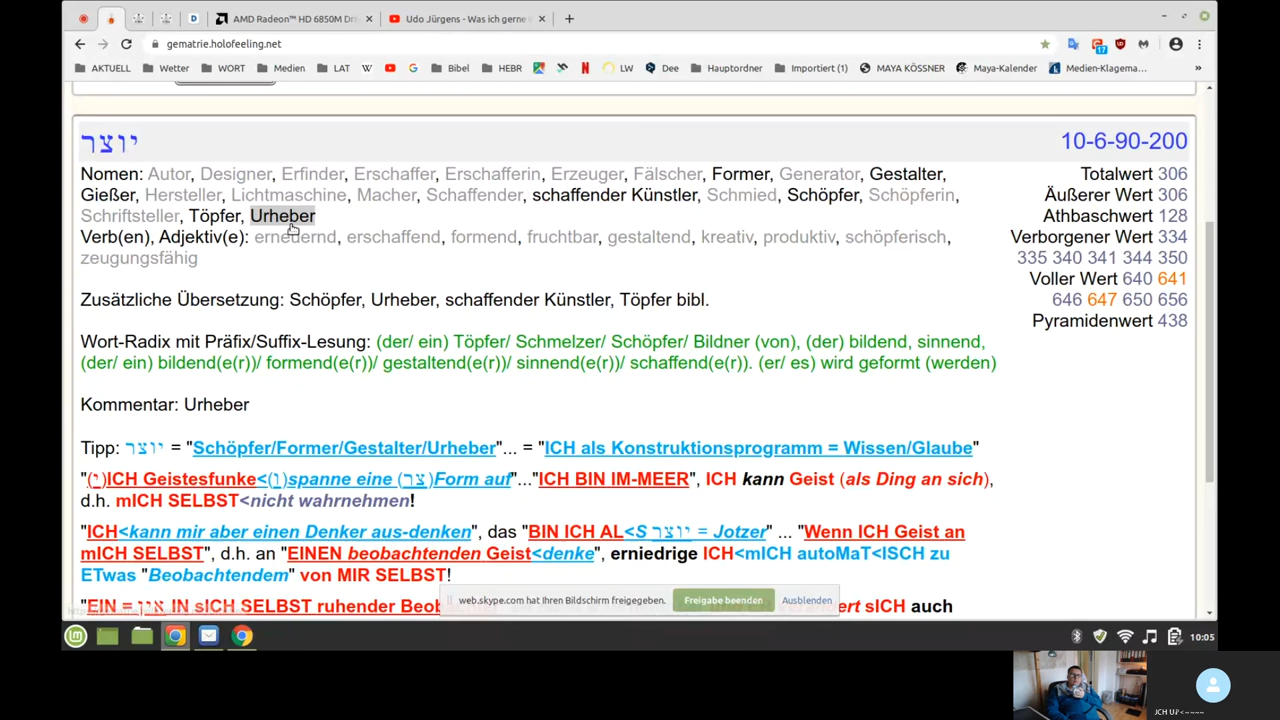 AMD Radeon™ HD 6850M Dri
Udo Jürgens - Was ich gerne
gematrie.holofeeling.net
17
AKTUELL Wetter WORT Medien LAT Bibel HEBR LW Dee Hauptordner Importiert (1) MAYA KÖSSNER Maya-Kalender Medien-Klagema... »
יוצר 10-6-90-200
Nomen: Autor, Designer, Erfinder, Erschaffer, Erschafferin, Erzeuger, Fälscher, Former, Generator, Gestalter,
Gießer, Hersteller, Lichtmaschine, Macher, Schaffender, schaffender Künstler, Schmied, Schöpfer, Schöpferin,
Schriftsteller, Töpfer, Urheber
Verb(en), Adjektiv(e): ernedernd, erschaffend, formend, fruchtbar, gestaltend, kreativ, produktiv, schöpferisch,
zeugungsfähig
Totalwert 306
Äußerer Wert 306
Athbaschwert 128
Verborgener Wert 334
335 340 341 344 350
Voller Wert 640 641
646 647 650 656
Pyramidenwert 438
Zusätzliche Übersetzung: Schöpfer, Urheber, schaffender Künstler, Töpfer bibl.
Wort-Radix mit Präfix/Suffix-Lesung: (der/ ein) Töpfer/ Schmelzer/ Schöpfer/ Bildner (von), (der) bildend, sinnend,
(der/ ein) bildend(e(r))/ formend(e(r))/ gestaltend(e(r))/ sinnend(e(r))/ schaffend(e(r)). (er/ es) wird geformt (werden)
Kommentar: Urheber
Tipp: יוצר = "Schöpfer/Former/Gestalter/Urheber"... = "ICH als Konstruktionsprogramm = Wissen/Glaube"
"(י)ICH Geistesfunke<(ו)spanne eine (צר)Form auf"..."ICH BIN IM-MEER", ICH kann Geist (als Ding an sich),
d.h. mICH SELBST<nicht wahrnehmen!
"ICH<kann mir aber einen Denker aus-denken", das "BIN ICH AL<S יוצר = Jotzer" ... "Wenn ICH Geist an
mICH SELBST", d.h. an "EINEN beobachtenden Geist<denke", erniedrige ICH<mICH autoMaT<ISCH zu
ETwas "Beobachtendem" von MIR SELBST!
"EIN = אין IN sICH SELBST ruhender sICH auch
web.skype.com hat Ihren Bildschirm freigegeben. Freigabe beenden Ausblenden
10:05